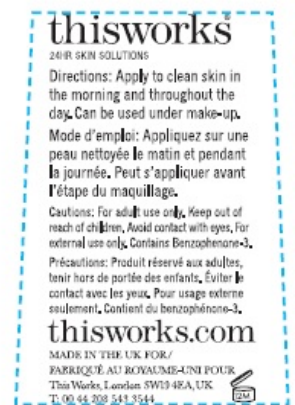 thisworks®
24HR SKIN SOLUTIONS
Directions: Apply to clean skin in
the morning and throughout the
day. Can be used under make-up.
Mode d'emploi: Appliquez sur une
peau nettoyée le matin et pendant
la journée. Peut s'appliquer avant
l'étape du maquillage.
Cautions: For adult use only. Keep out of
reach of children, Avoid contact with eyes, For
external use only. Contains Benzophenone-3.
Précautions: Produit réservé aux adultes,
tenir hors de portée des enfants. Éviter le
contact avec les yeux. Pour usage externe
seulement. Contient du benzophénone-3.
thisworks.com
MADE IN THE UK FOR/
FABRIQUÉ AU ROYAUME-UNI POUR
This Works, London SW19 4EA, UK
T: 00 44 208 543 3544
12M